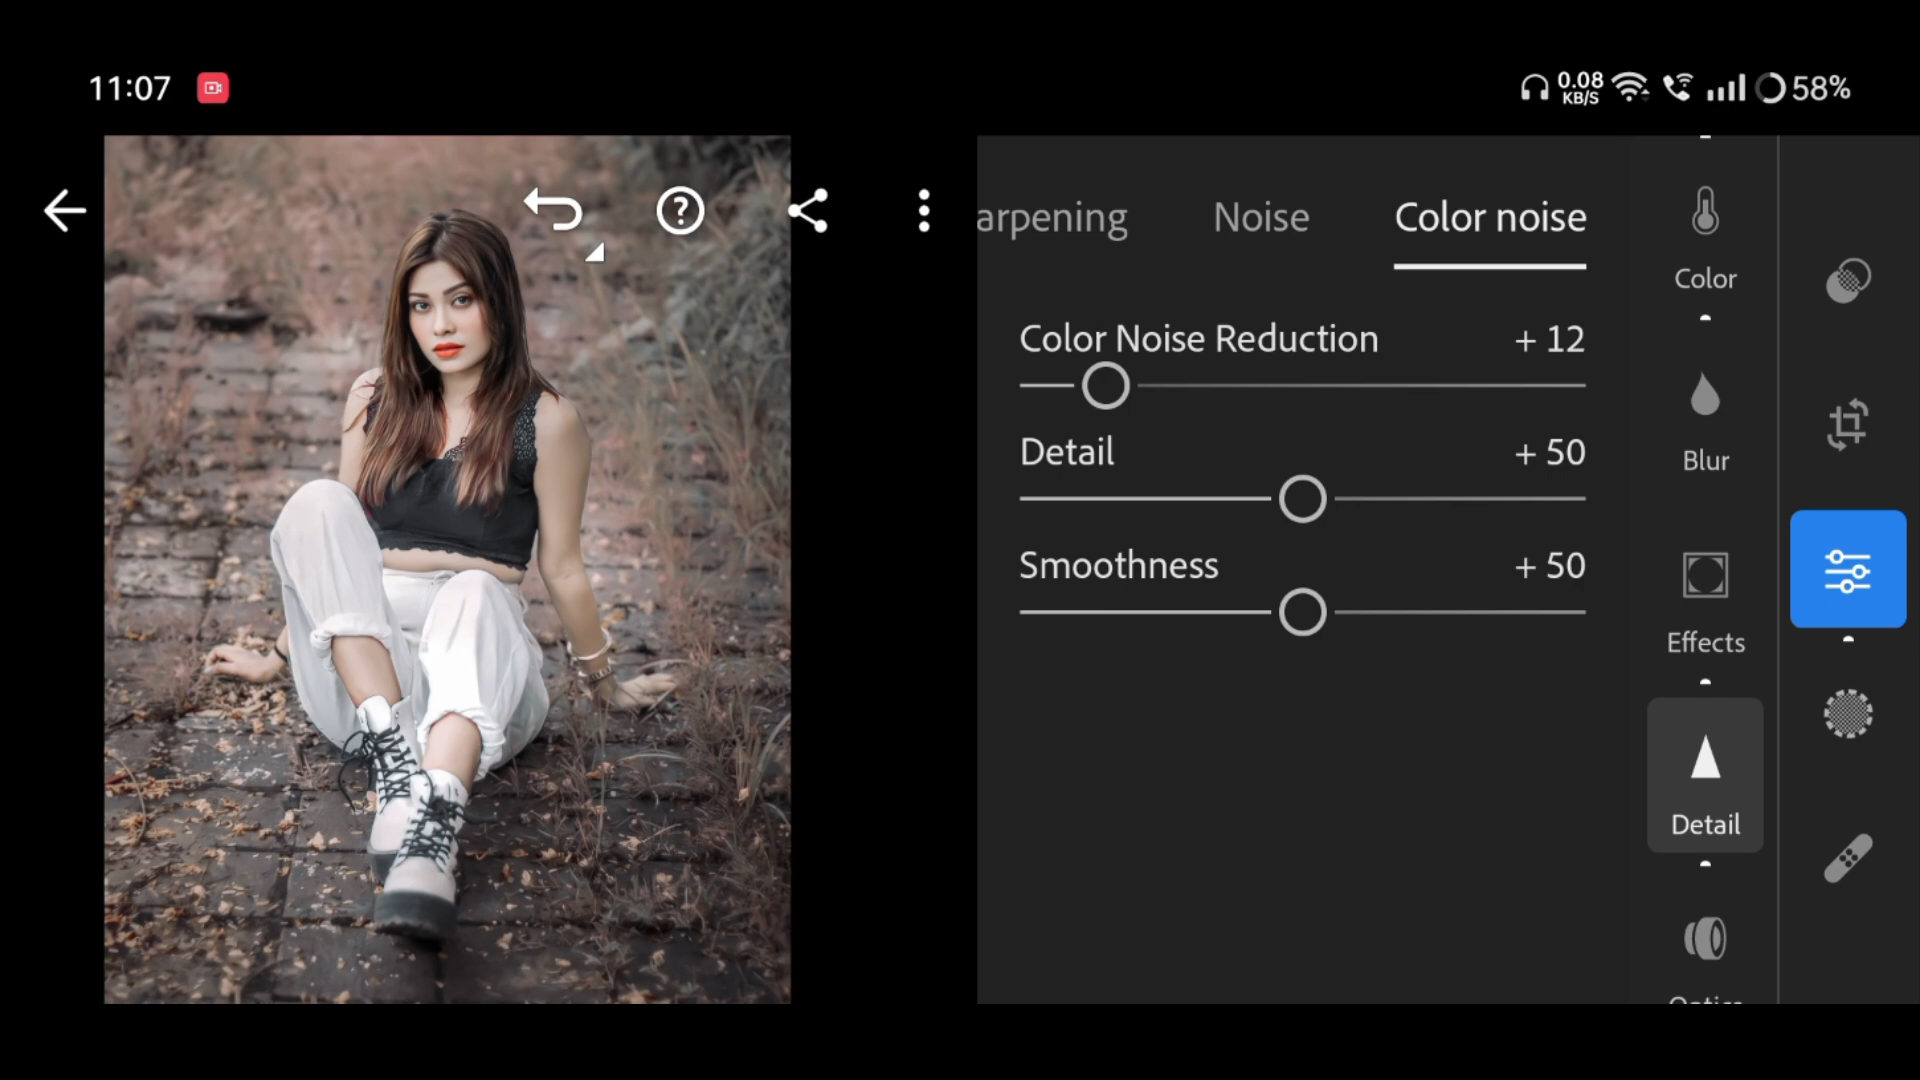 11:07
0.08
KB/S
58%
arpening Noise Color noise
Color Noise Reduction + 12
Detail + 50
Smoothness + 50
Color
Blur
Effects
Detail